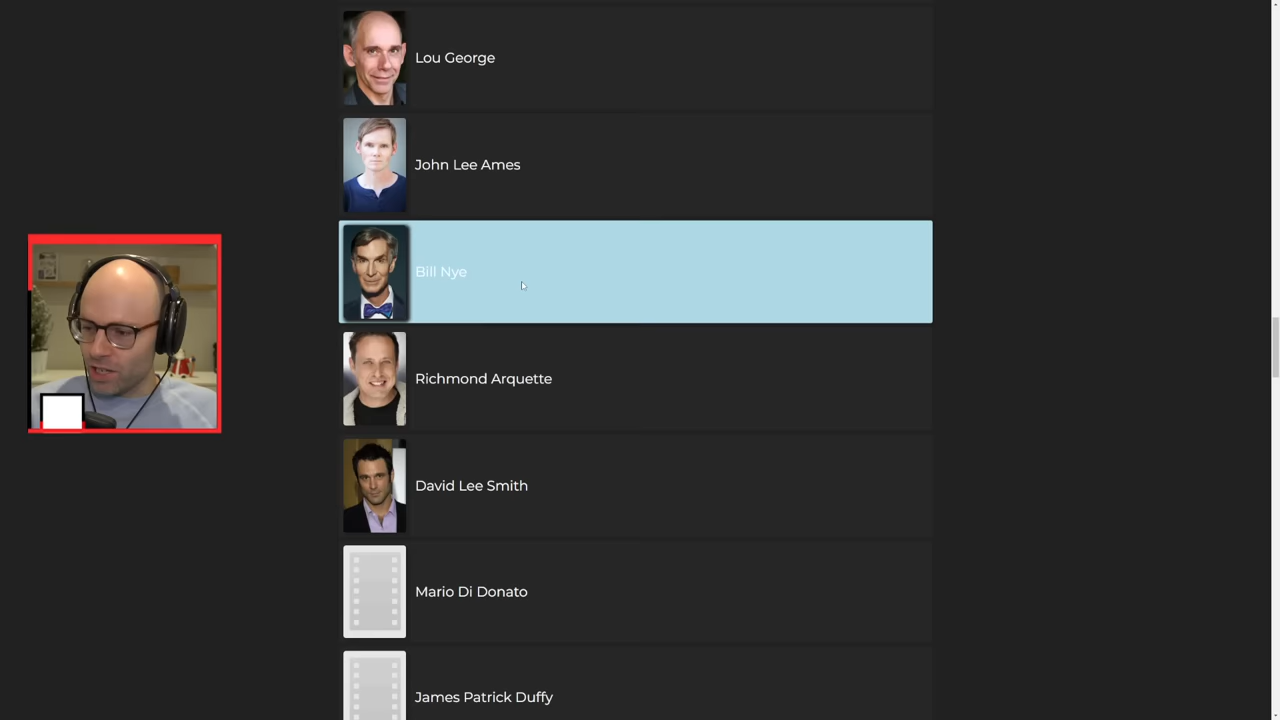 Lou George
John Lee Ames
Bill Nye
Richmond Arquette
David Lee Smith
Mario Di Donato
James Patrick Duffy